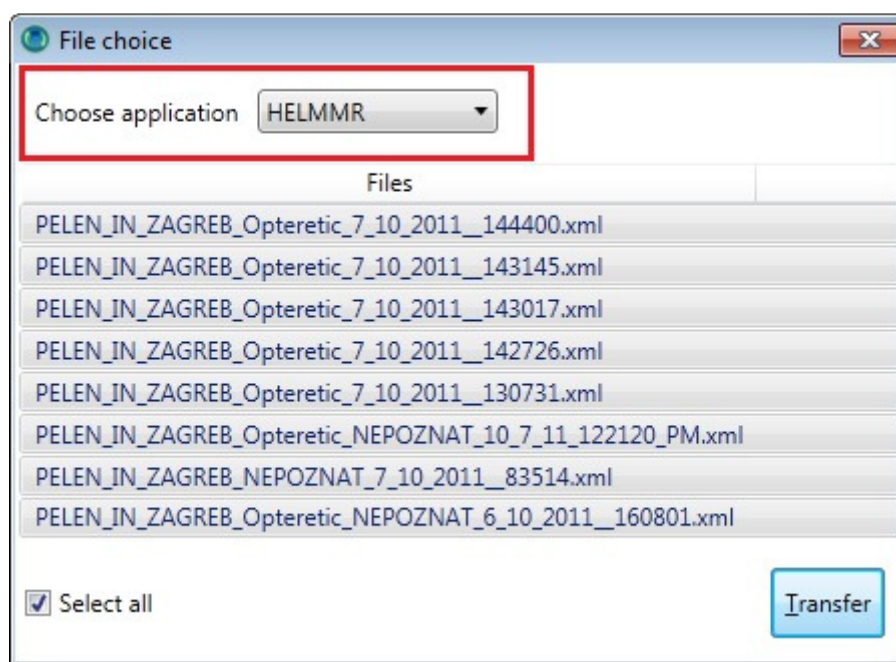 File choice
Choose application HELMMR
Files
PELEN_IN_ZAGREB_Opteretic_7_10_2011__144400.xml
PELEN_IN_ZAGREB_Opteretic_7_10_2011__143145.xml
PELEN_IN_ZAGREB_Opteretic_7_10_2011__143017.xml
PELEN_IN_ZAGREB_Opteretic_7_10_2011__142726.xml
PELEN_IN_ZAGREB_Opteretic_7_10_2011__130731.xml
PELEN_IN_ZAGREB_Opteretic_NEPOZNAT_10_7_11_122120_PM.xml
PELEN_IN_ZAGREB_NEPOZNAT_7_10_2011__83514.xml
PELEN_IN_ZAGREB_Opteretic_NEPOZNAT_6_10_2011__160801.xml
Select all Transfer